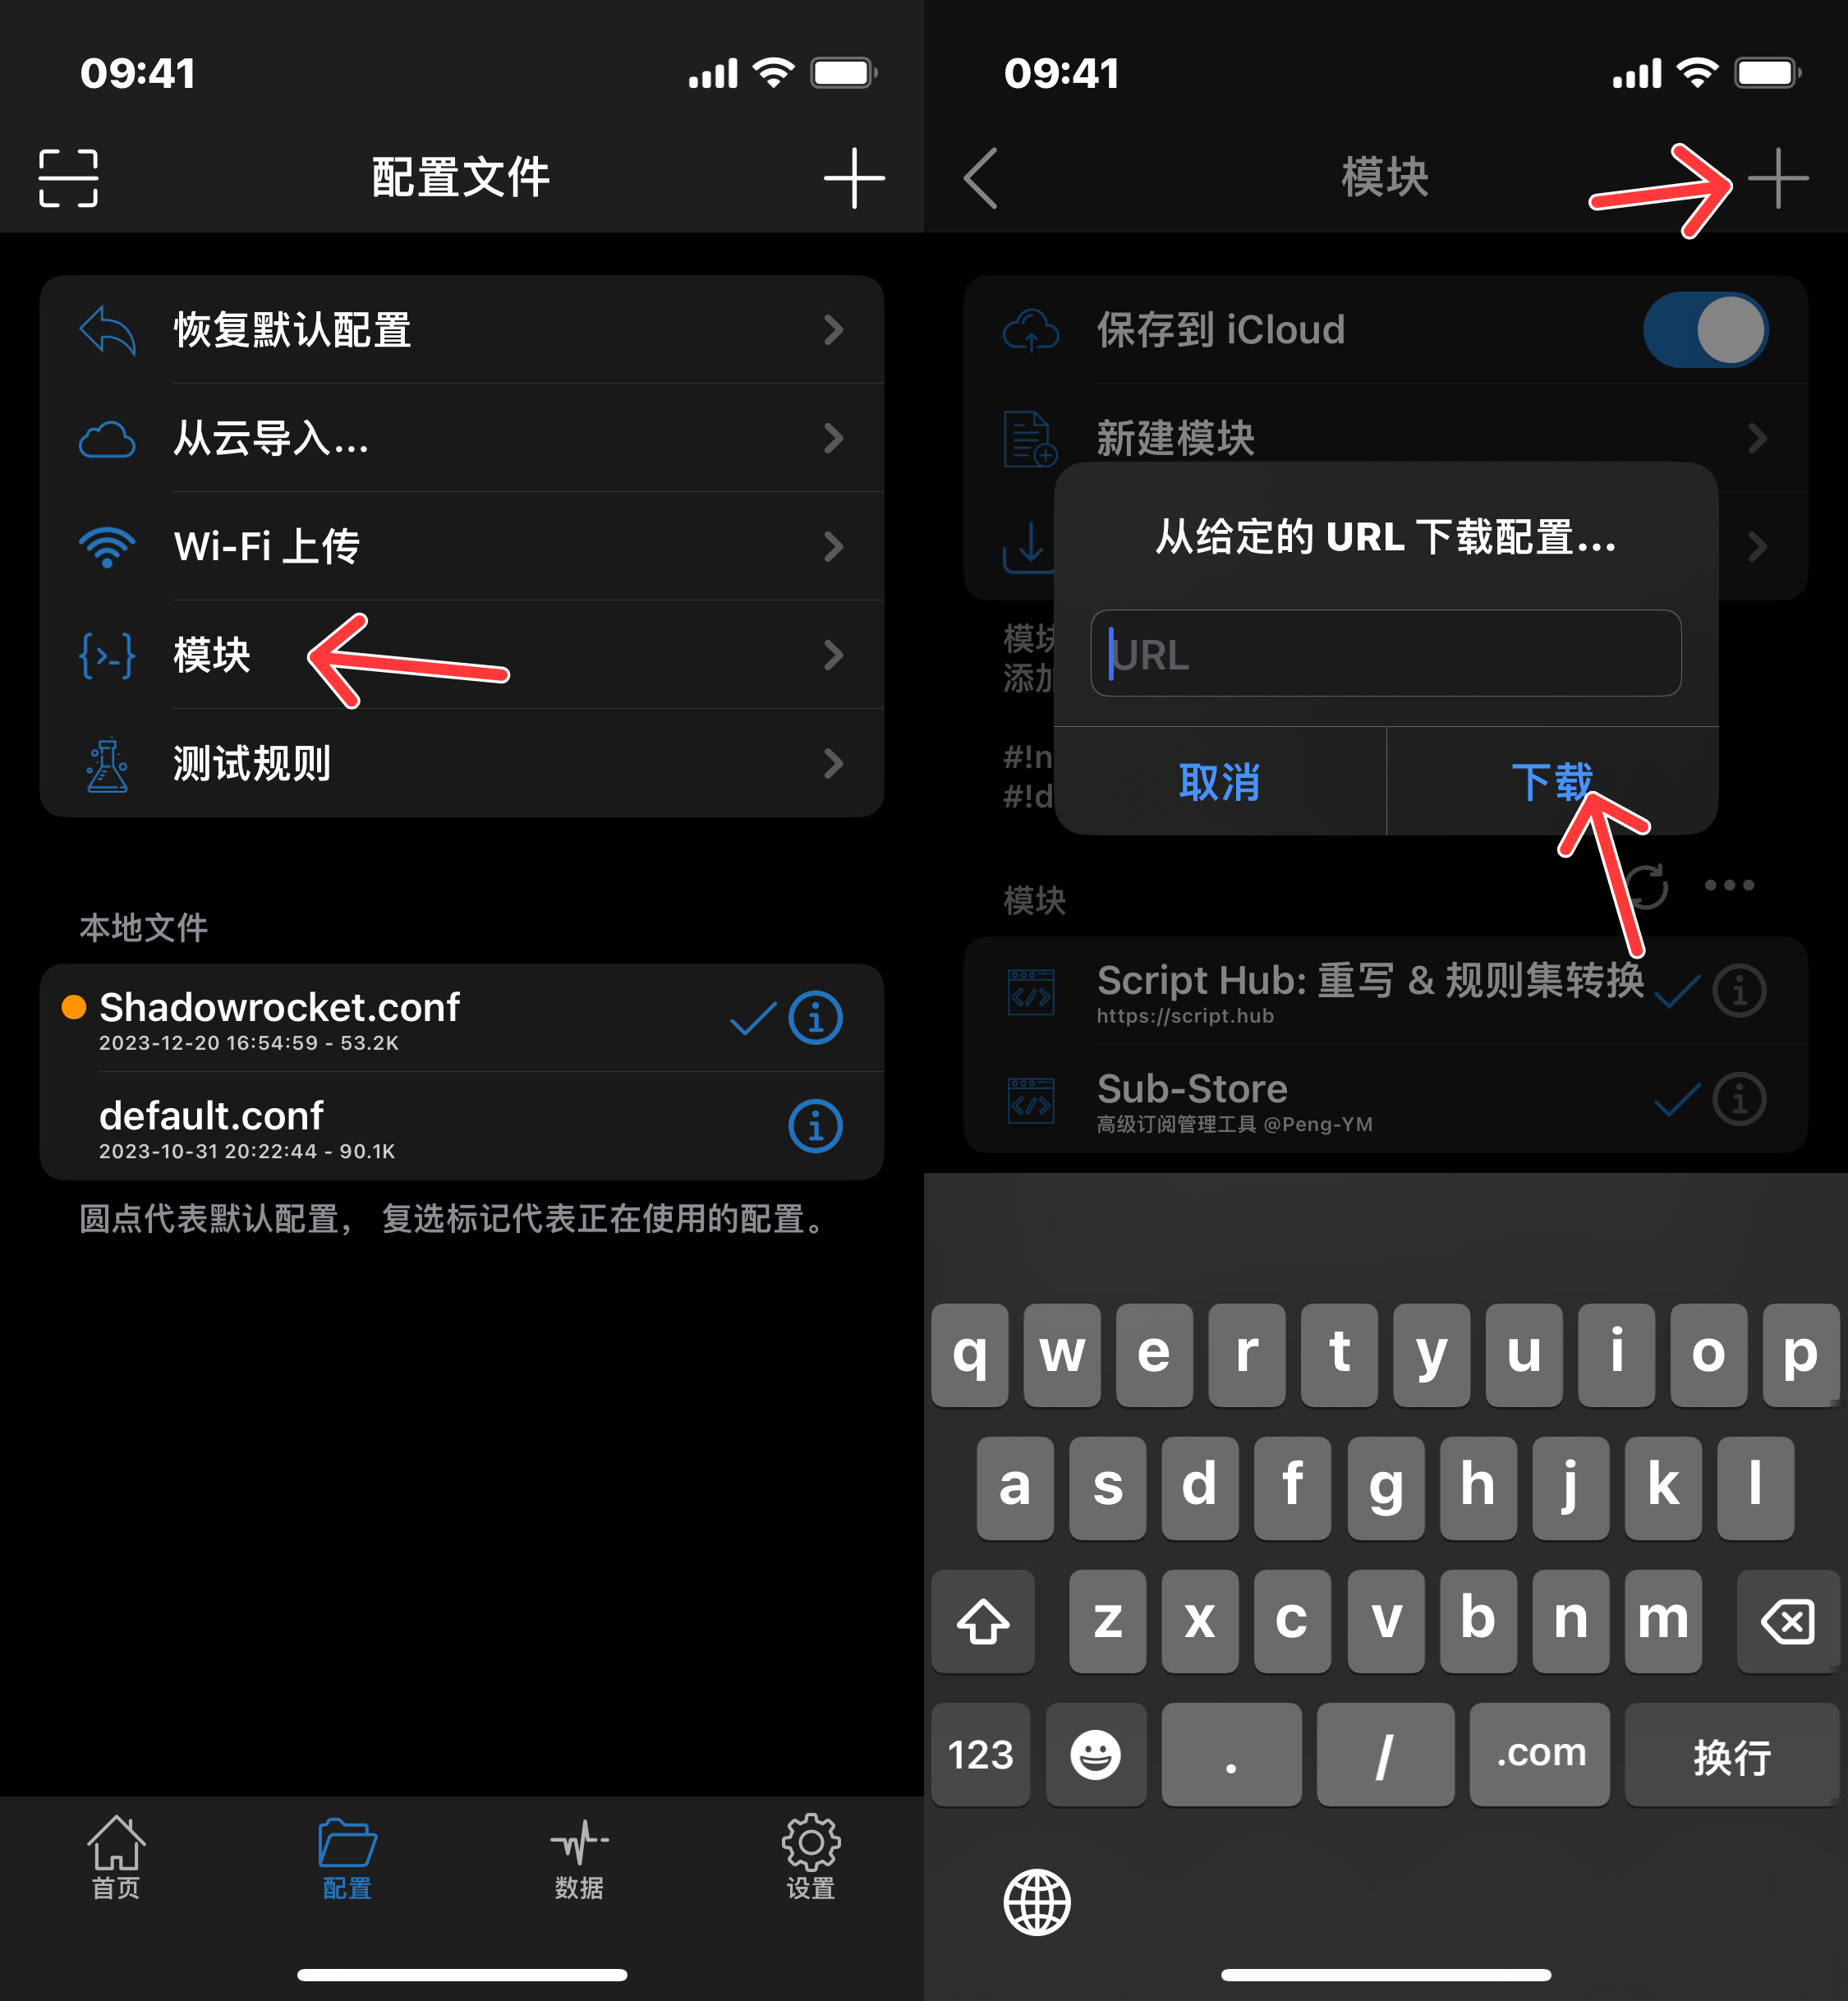 09:41
配置文件
恢复默认配置
从云导入...
Wi-Fi 上传
模块
测试规则
本地文件
Shadowrocket.conf
2023-12-20 16:54:59 - 53.2K
default.conf
2023-10-31 20:22:44 - 90.1K
圆点代表默认配置， 复选标记代表正在使用的配置。
首页
配置
数据
设置
09:41
模块
保存到 iCloud
新建模块
从给定的 URL 下载配置...
URL
取消
下载
模块
添加
#!n
#!d
模块
Script Hub: 重写 & 规则集转换
https://script.hub
Sub-Store
高级订阅管理工具 @Peng-YM
q w e r t y u i o p
a s d f g h j k l
z x c v b n m
123 . / .com 换行